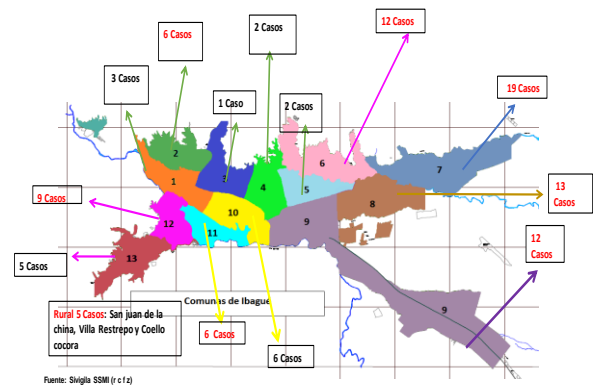 2 Casos
12 Casos
6 Casos
3 Casos
19 Casos
1 Caso
2 Casos
2
6
7
3
1
4
5
8
9 Casos
10
13
Casos
12
11
9
12
Casos
5 Casos
13
Comunas de Ibagué
9
Rural 5 Casos: San juan de la
china, Villa Restrepo y Coello
cocora
6 Casos
6 Casos
Fuente: Sivigila SSMI (r c f z)